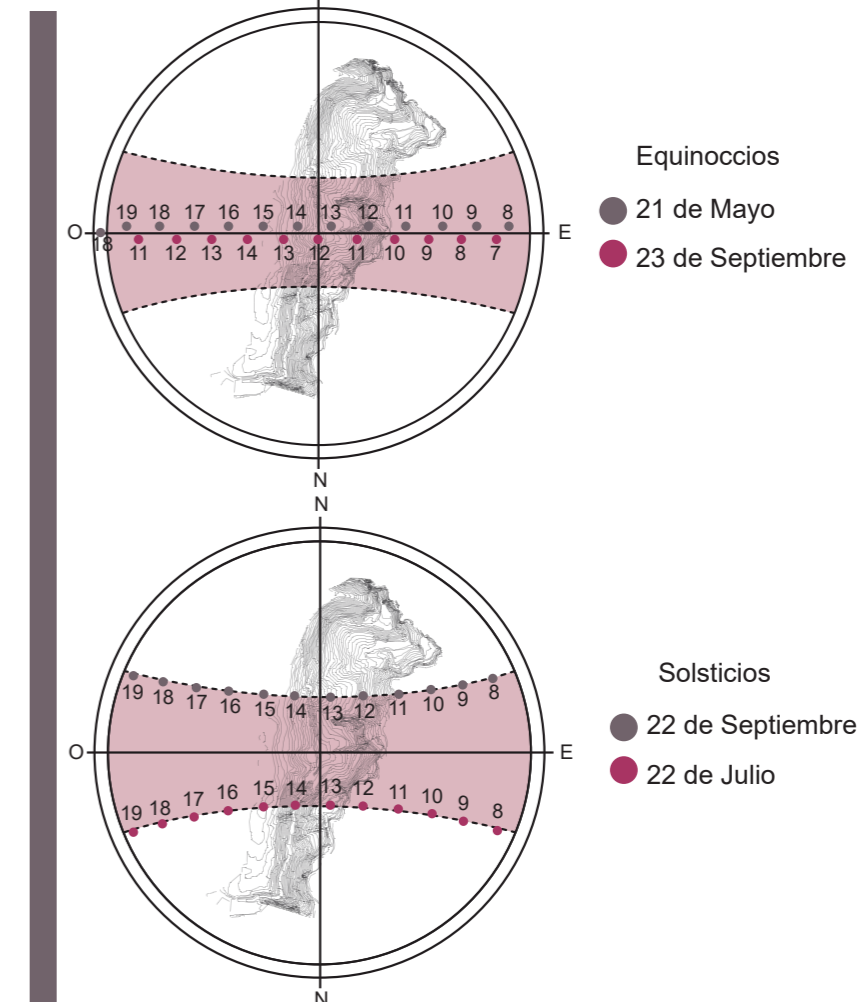 Equinoccios
21 de Mayo
23 de Septiembre
19 18 17 16 15 14 13 12 11 10 9 8
O E
18
11 12 13 14 13 12 11 10 9 8 7
N
N
Solsticios
22 de Septiembre
22 de Julio
19 18 17 16 15 14 13 12 11 10 9 8
O E
19 18 17 16 15 14 13 12 11 10 9 8
N